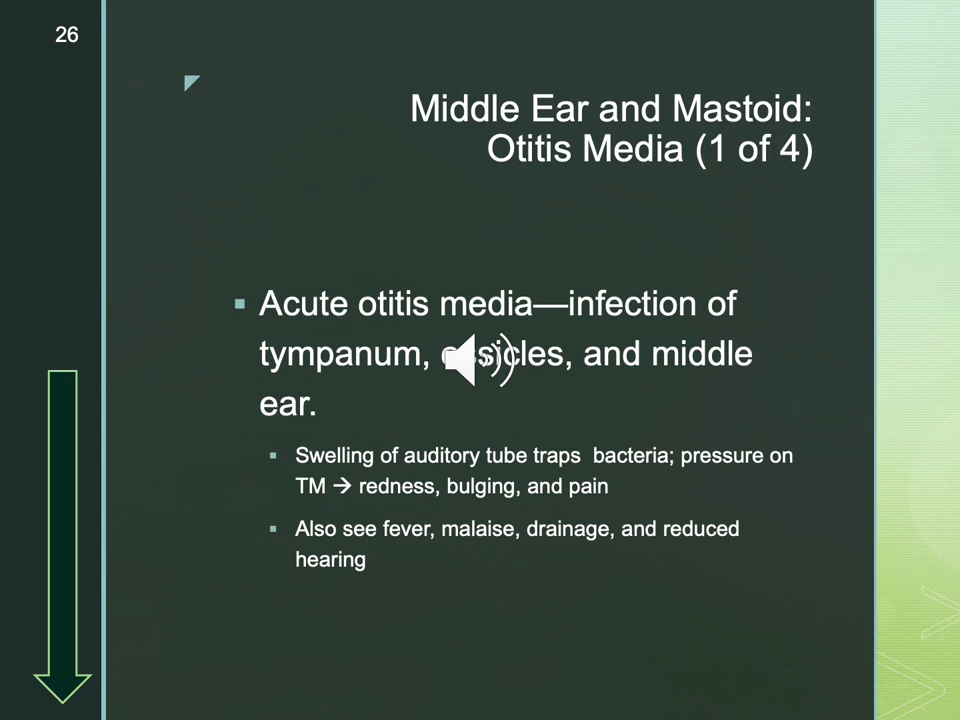 26
Middle Ear and Mastoid:
Otitis Media (1 of 4)
▪ Acute otitis media—infection of
tympanum, ossicles, and middle
ear.
▪ Swelling of auditory tube traps  bacteria; pressure on
TM → redness, bulging, and pain
▪ Also see fever, malaise, drainage, and reduced
hearing